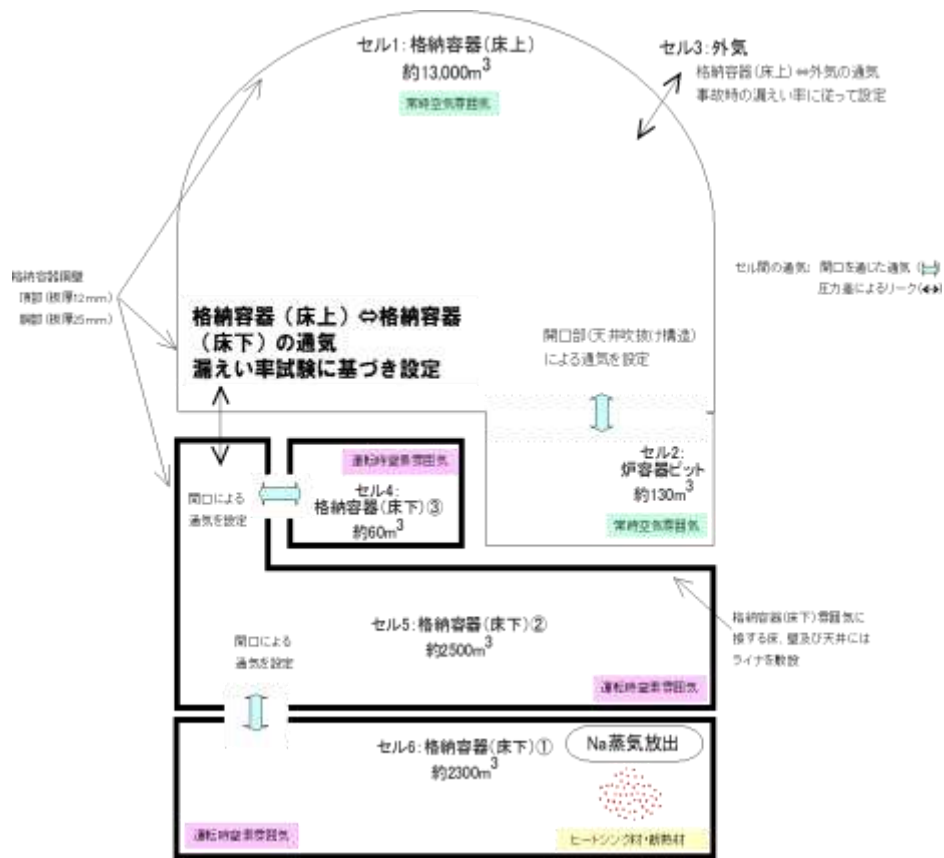 セル1：格納容器(床上)
約13,000m3
常時空気雰囲気
セル3：外気
格納容器(床上)⇔外気の通気
事故時の漏えい率に従って設定
格納容器鋼壁
頂部(板厚12mm)
胴部(板厚25mm)
セル間の通気： 開口を通じた通気( )
圧力差によるリーク(↔)
格納容器（床上）⇔格納容器
（床下）の通気
漏えい率試験に基づき設定
開口部(天井吹抜け構造)
による通気を設定
運転時窒素雰囲気
セル4：
格納容器(床下)③
約60m3
開口による
通気を設定
セル2：
炉容器ピット
約130m3
常時空気雰囲気
格納容器(床下)雰囲気に
接する床、壁及び天井には
ライナを敷設
セル5：格納容器(床下)②
約2500m3
開口による
通気を設定
運転時窒素雰囲気
セル6：格納容器(床下)①
約2300m3
Na蒸気放出
運転時窒素雰囲気
ヒートシンク材・断熱材